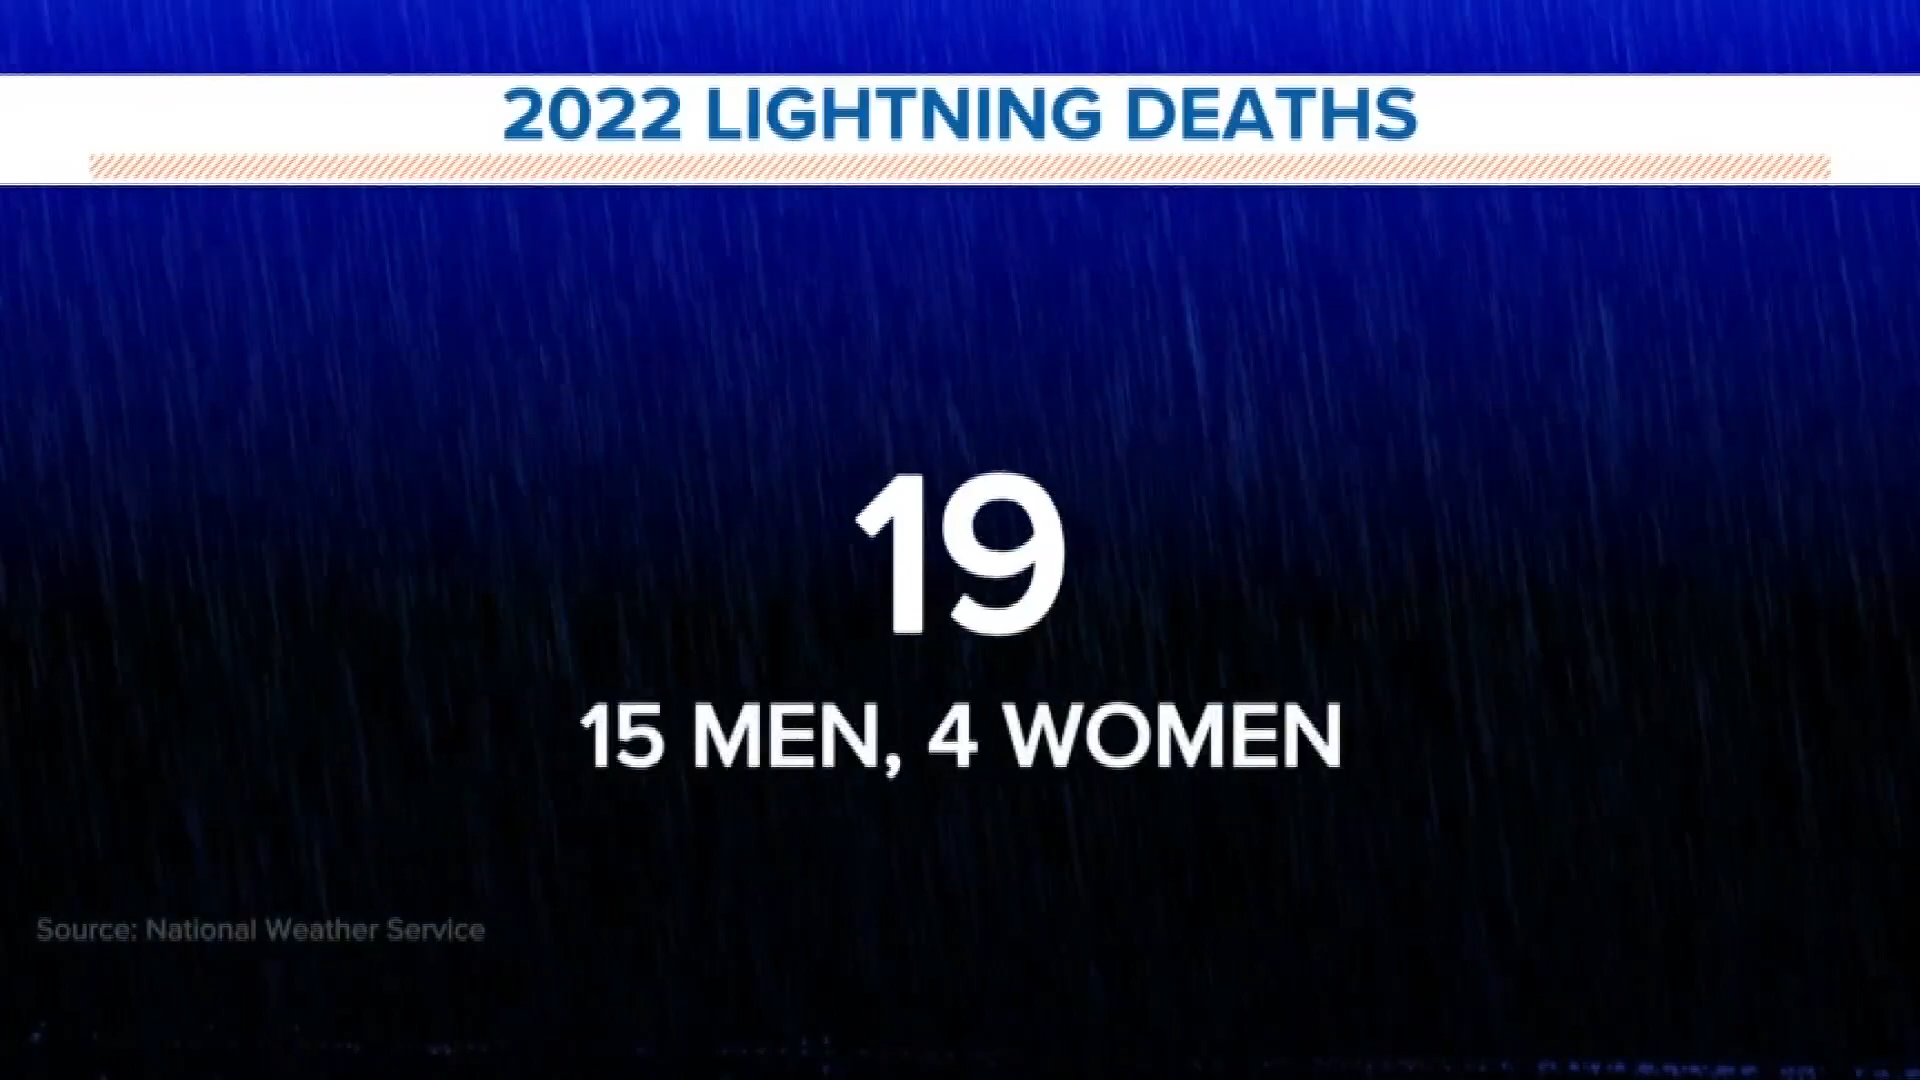 2022 LIGHTNING DEATHS
19
15 MEN, 4 WOMEN
Source: National Weather Service